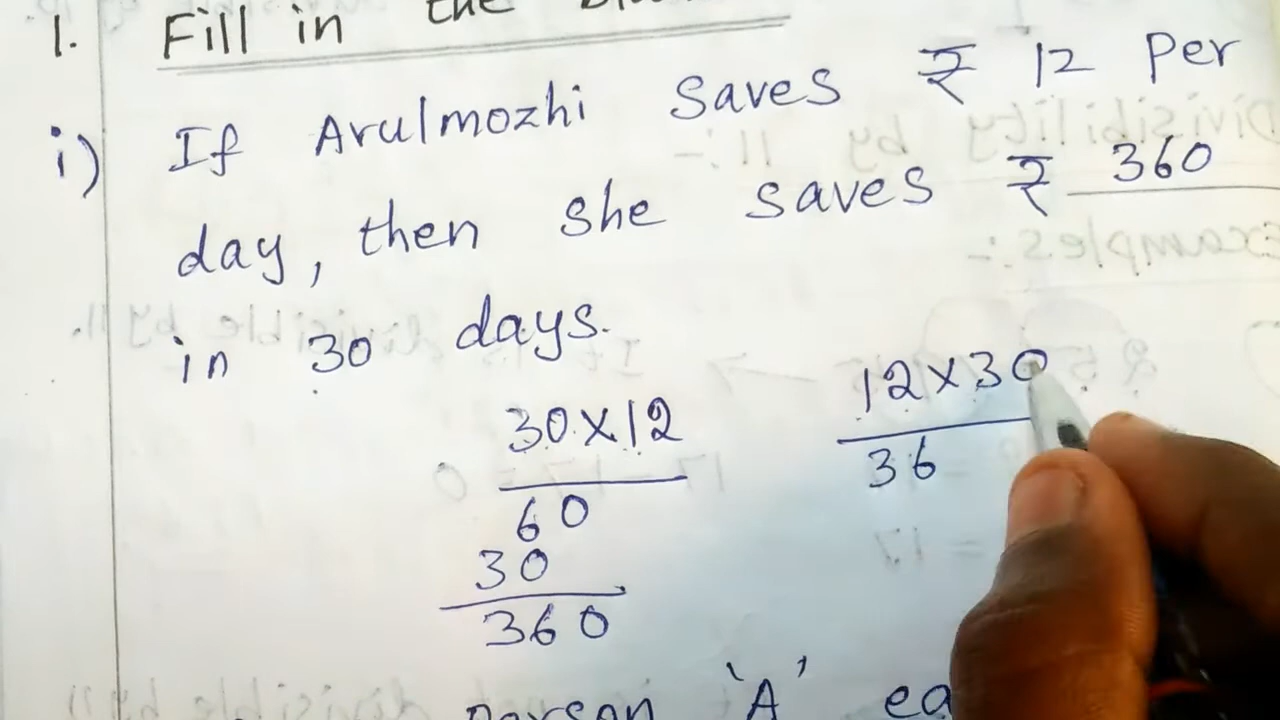 1. Fill in the
i) If Arulmozhi saves ₹ 12 Per
day, then she saves ₹ 360
in 30 days.
30×12
60
30
360
12×30
36
person 'A' ea